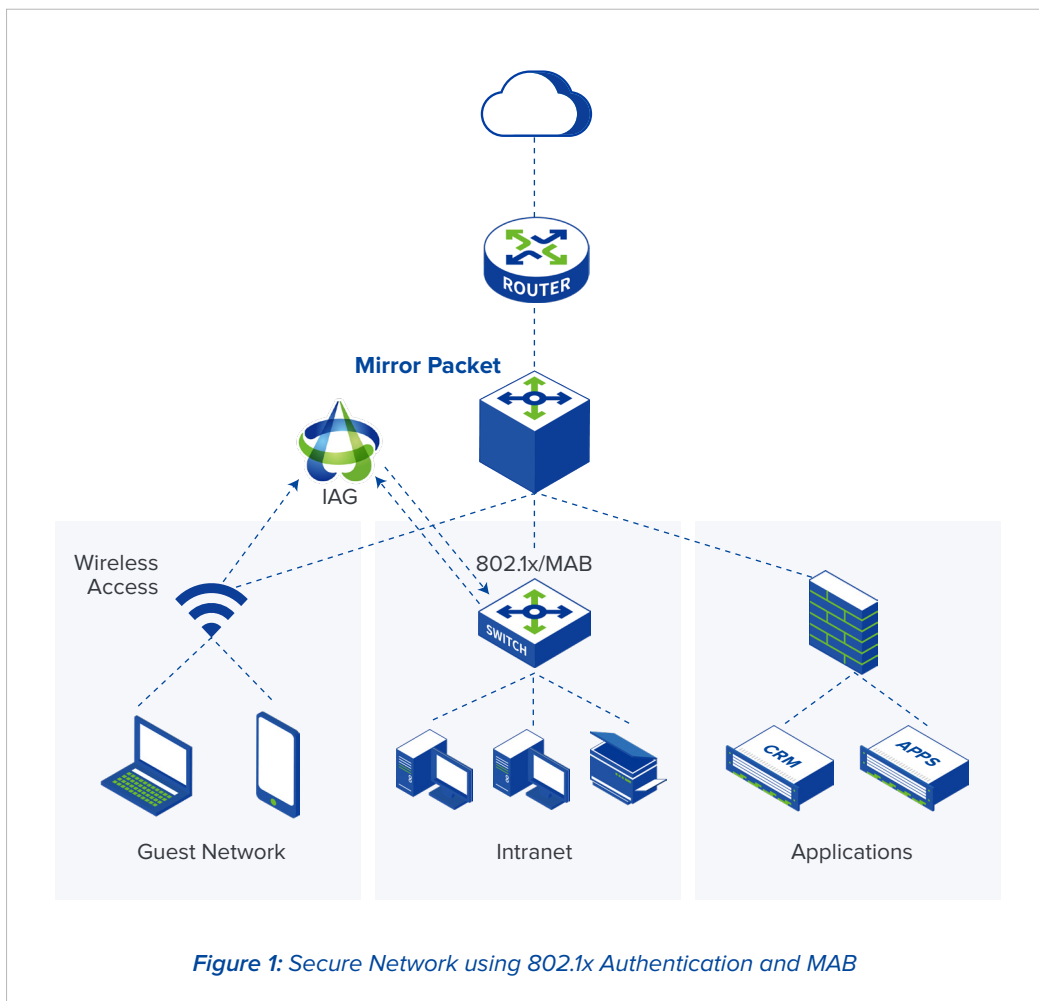 ROUTER
Mirror Packet
IAG
Wireless
Access
802.1x/MAB
SWITCH
CRM
APPS
Guest Network
Intranet
Applications
Figure 1: Secure Network using 802.1x Authentication and MAB